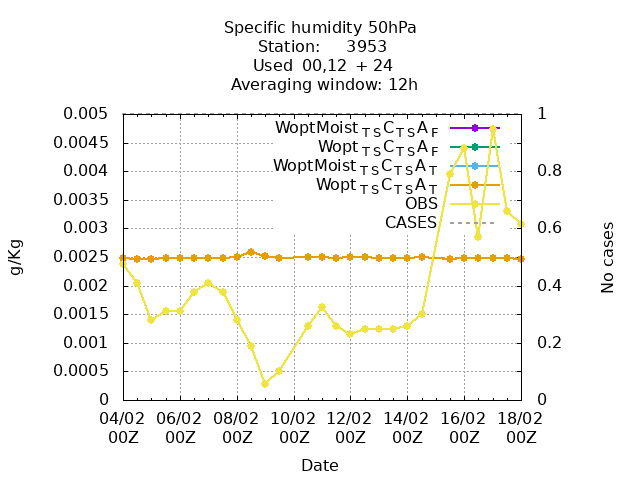 Specific humidity 50hPa
Station: 3953
Used 00,12 + 24
Averaging window: 12h
0.005
0.0045
0.004
0.0035
0.003
0.0025
0.002
0.0015
0.001
0.0005
0
g/Kg
WoptMoist TS C TS A F
Wopt TS C TS A F
WoptMoist TS C TS A T
Wopt TS C TS A T
OBS
CASES
1
0.8
0.6
0.4
0.2
0
No cases
04/02 06/02 08/02 10/02 12/02 14/02 16/02 18/02
00Z 00Z 00Z 00Z 00Z 00Z 00Z 00Z
Date